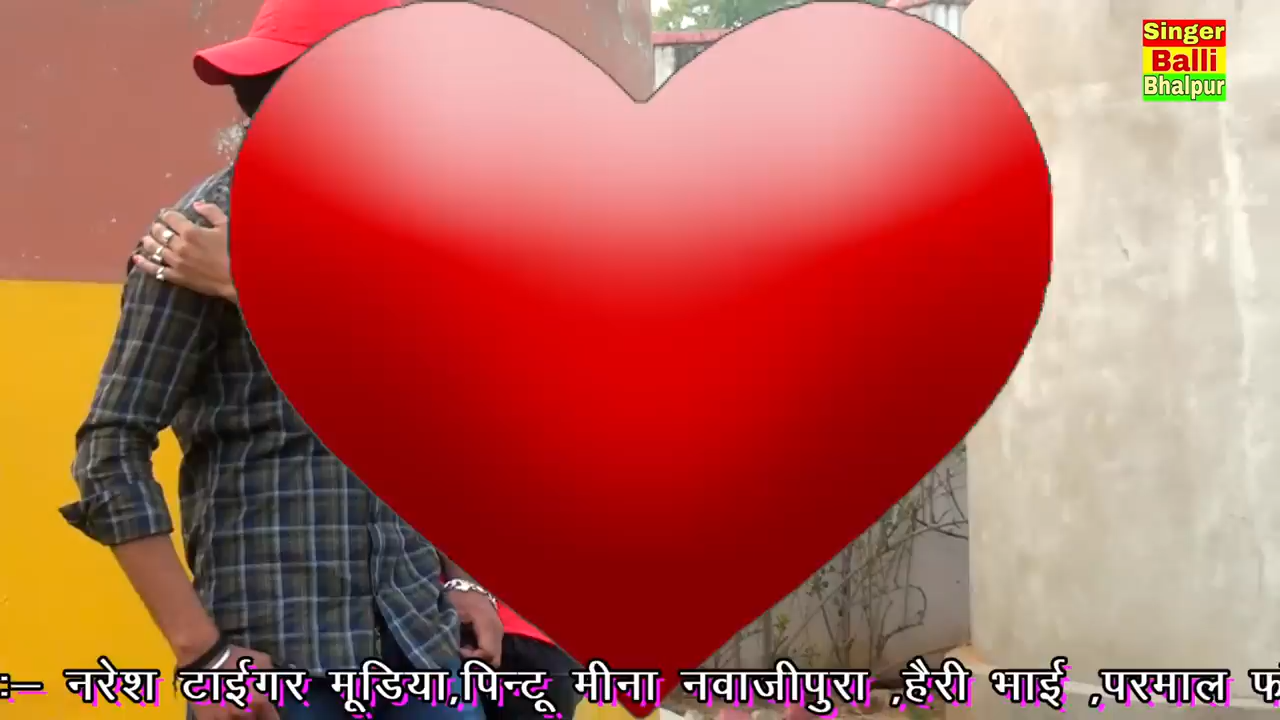 Singer
Balli
Bhalpur
:– नरेश टाईगर मूडिया,पिन्टू मीना नवाजीपुरा ,हैरी भाई ,परमाल